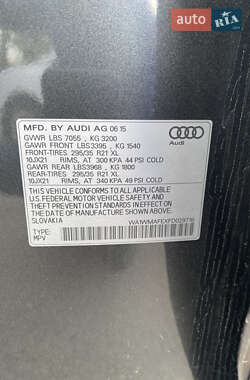 AUTO.RIA
MFD. BY AUDI AG 06 15
GVWR LBS 7055 , KG 3200
GAWR FRONT LBS3395 , KG 1540
FRONT-TIRES 295/35 R21 XL
10JX21 RIMS, AT 300 KPA 44 PSI COLD
GAWR REAR LBS3968 , KG 1800
REAR-TIRES 295/35 R21 XL
10JX21 RIMS, AT 340 KPA 49 PSI COLD
Audi
THIS VEHICLE CONFORMS TO ALL APPLICABLE
U.S.FEDERAL MOTOR VEHICLE SAFETY AND
THEFT PREVENTION STANDARDS IN EFFECT ON
THE DATE OF MANUFACTURE SHOWN ABOVE.
SLOVAKIA
TYPE:
MPV